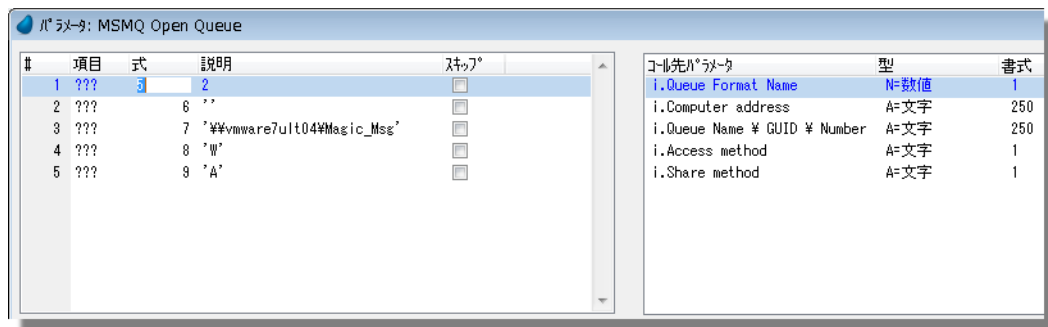 ﾊﾟﾗﾒｰﾀ: MSMQ Open Queue
# 項目 式 説明 ｽｷｯﾌﾟ
1 ??? 5 2
2 ??? 6 ''
3 ??? 7 '¥¥vmware7ult04¥Magic_Msg'
4 ??? 8 'W'
5 ??? 9 'A'
ｺｰﾙ先ﾊﾟﾗﾒｰﾀ 型 書式
i.Queue Format Name N=数値 1
i.Computer address A=文字 250
i.Queue Name ¥ GUID ¥ Number A=文字 250
i.Access method A=文字 1
i.Share method A=文字 1